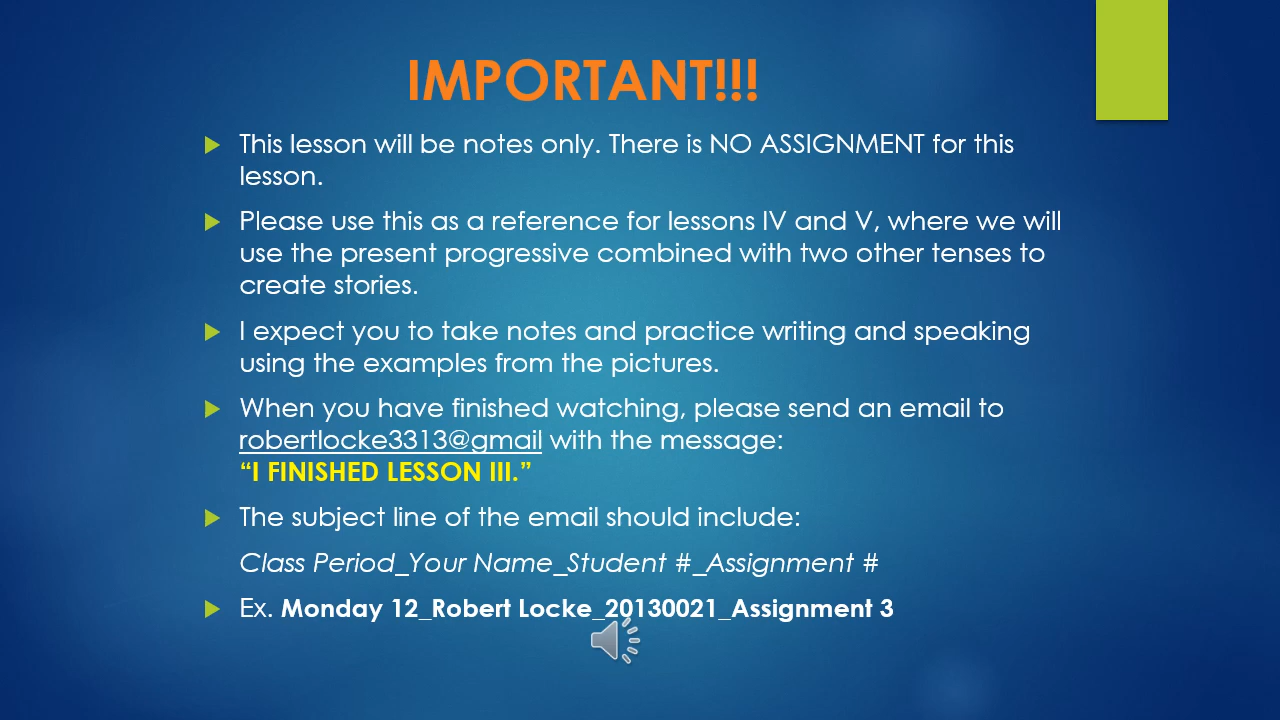 IMPORTANT!!!
This lesson will be notes only. There is NO ASSIGNMENT for this
lesson.
Please use this as a reference for lessons IV and V, where we will
use the present progressive combined with two other tenses to
create stories.
I expect you to take notes and practice writing and speaking
using the examples from the pictures.
When you have finished watching, please send an email to
robertlocke3313@gmail with the message:
“I FINISHED LESSON III.”
The subject line of the email should include:
Class Period_Your Name_Student #_Assignment #
Ex. Monday 12_Robert Locke_20130021_Assignment 3